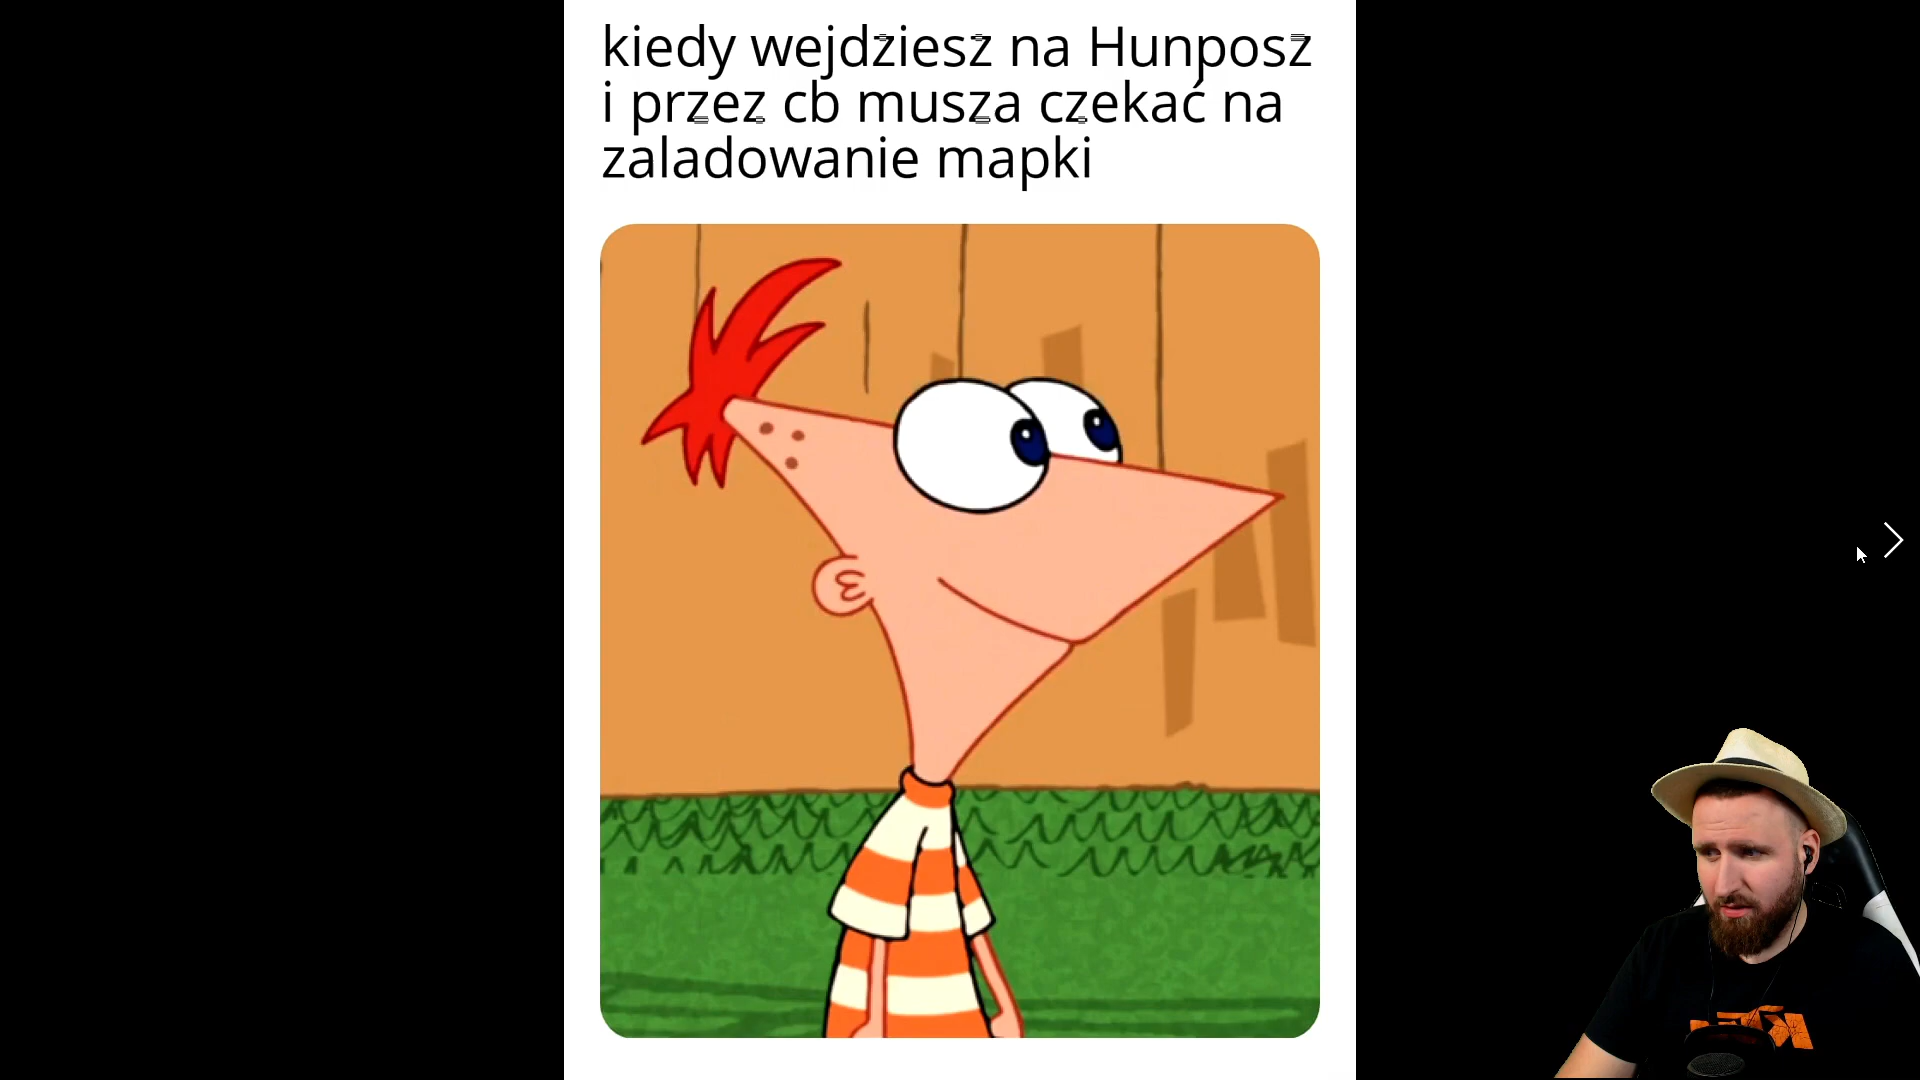 kiedy wejdziesz na Hunposz
i przez cb musza czekać na
zaladowanie mapki